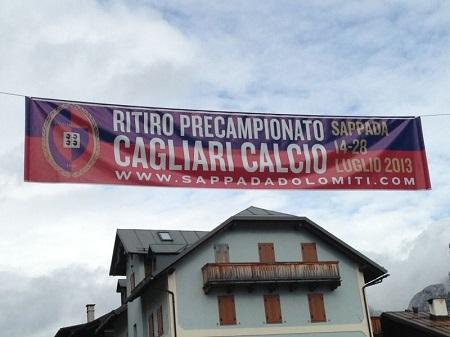 RITIRO PRECAMPIONATO
CAGLIARI CALCIO
SAPPADA
14-28
LUGLIO 2013
WWW.SAPPADADOLOMITI.COM